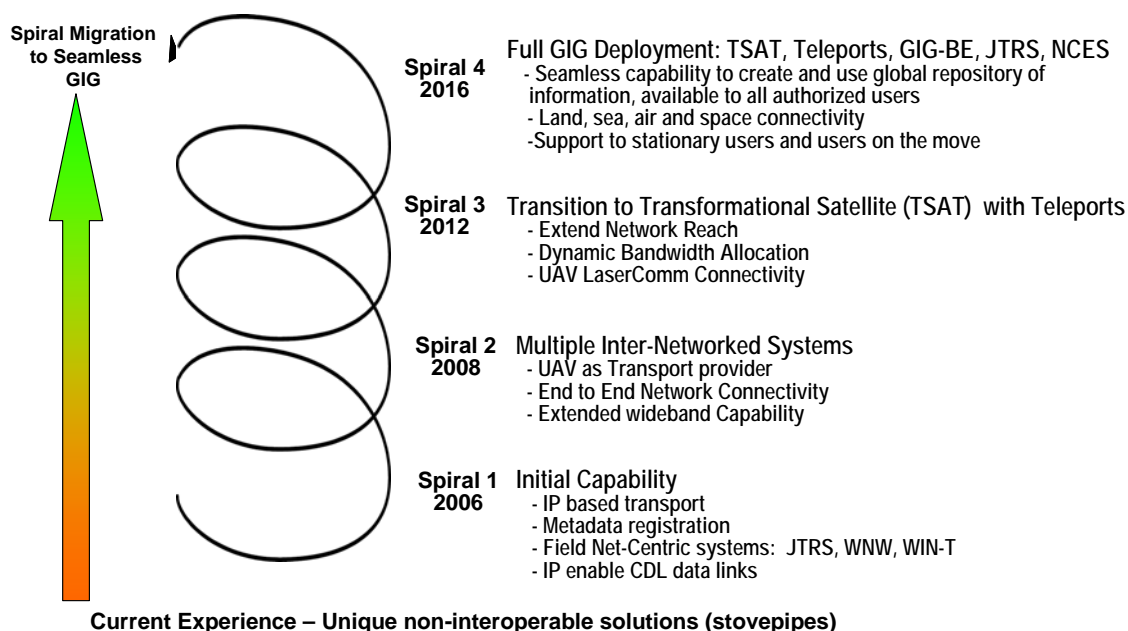 Spiral Migration
to Seamless
GIG
Spiral 4
2016
Full GIG Deployment: TSAT, Teleports, GIG-BE, JTRS, NCES
- Seamless capability to create and use global repository of
information, available to all authorized users
- Land, sea, air and space connectivity
-Support to stationary users and users on the move
Spiral 3
2012
Transition to Transformational Satellite (TSAT) with Teleports
- Extend Network Reach
- Dynamic Bandwidth Allocation
- UAV LaserComm Connectivity
Spiral 2
2008
Multiple Inter-Networked Systems
- UAV as Transport provider
- End to End Network Connectivity
- Extended wideband Capability
Spiral 1
2006
Initial Capability
- IP based transport
- Metadata registration
- Field Net-Centric systems: JTRS, WNW, WIN-T
- IP enable CDL data links
Current Experience – Unique non-interoperable solutions (stovepipes)